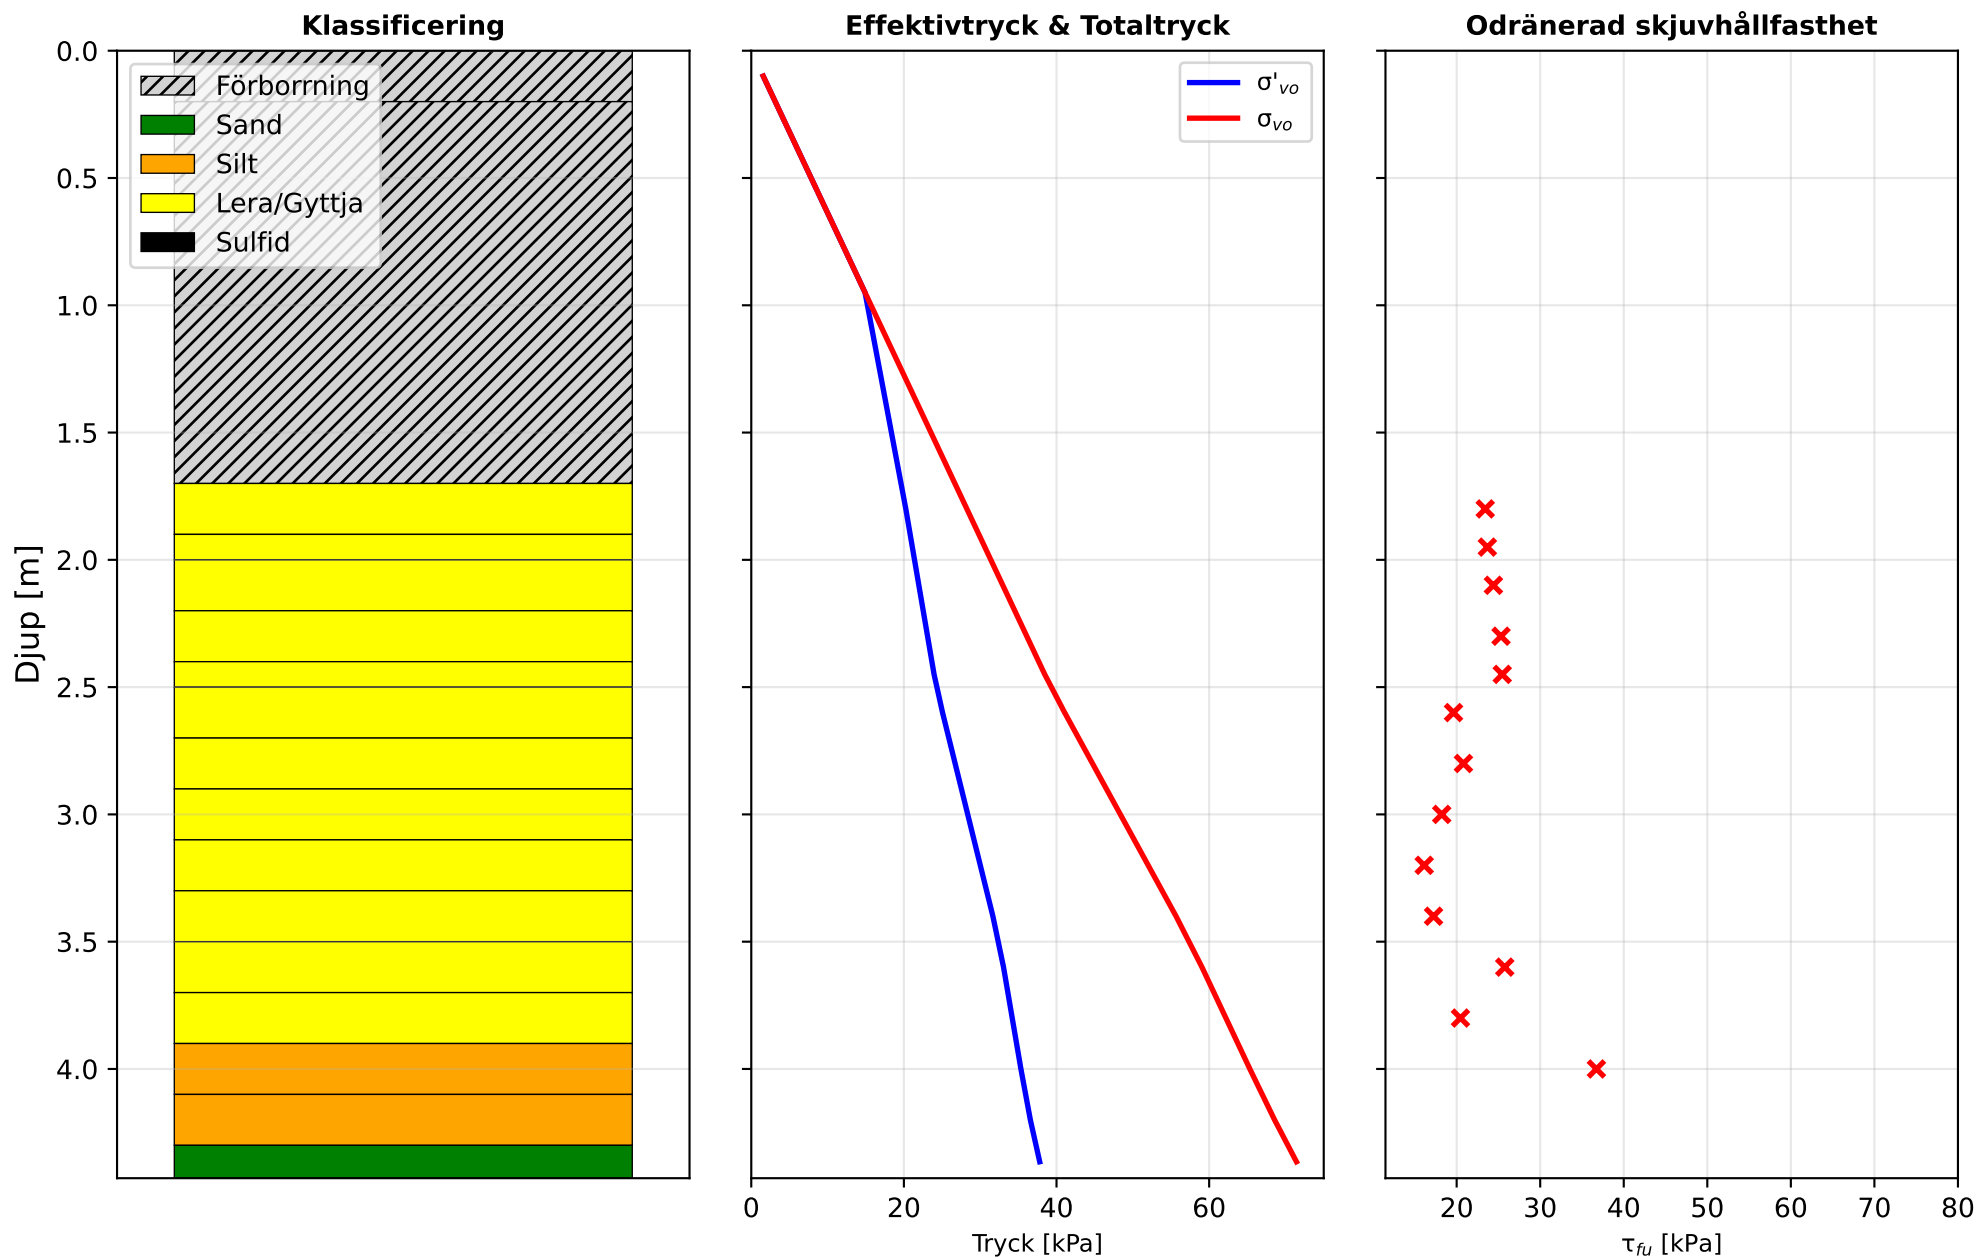 Klassificering
Effektivtryck & Totaltryck
Odränerad skjuvhållfasthet
Förborrning
Sand
Silt
Lera/Gyttja
Sulfid
σ'vo
σvo
Djup [m]
0.0
0.5
1.0
1.5
2.0
2.5
3.0
3.5
4.0
0 20 40 60
Tryck [kPa]
20 30 40 50 60 70 80
τfu [kPa]